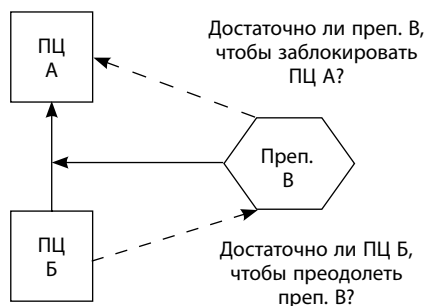 ПЦ
А
Достаточно ли преп. В,
чтобы заблокировать
ПЦ А?
Преп.
В
ПЦ
Б
Достаточно ли ПЦ Б,
чтобы преодолеть
преп. В?